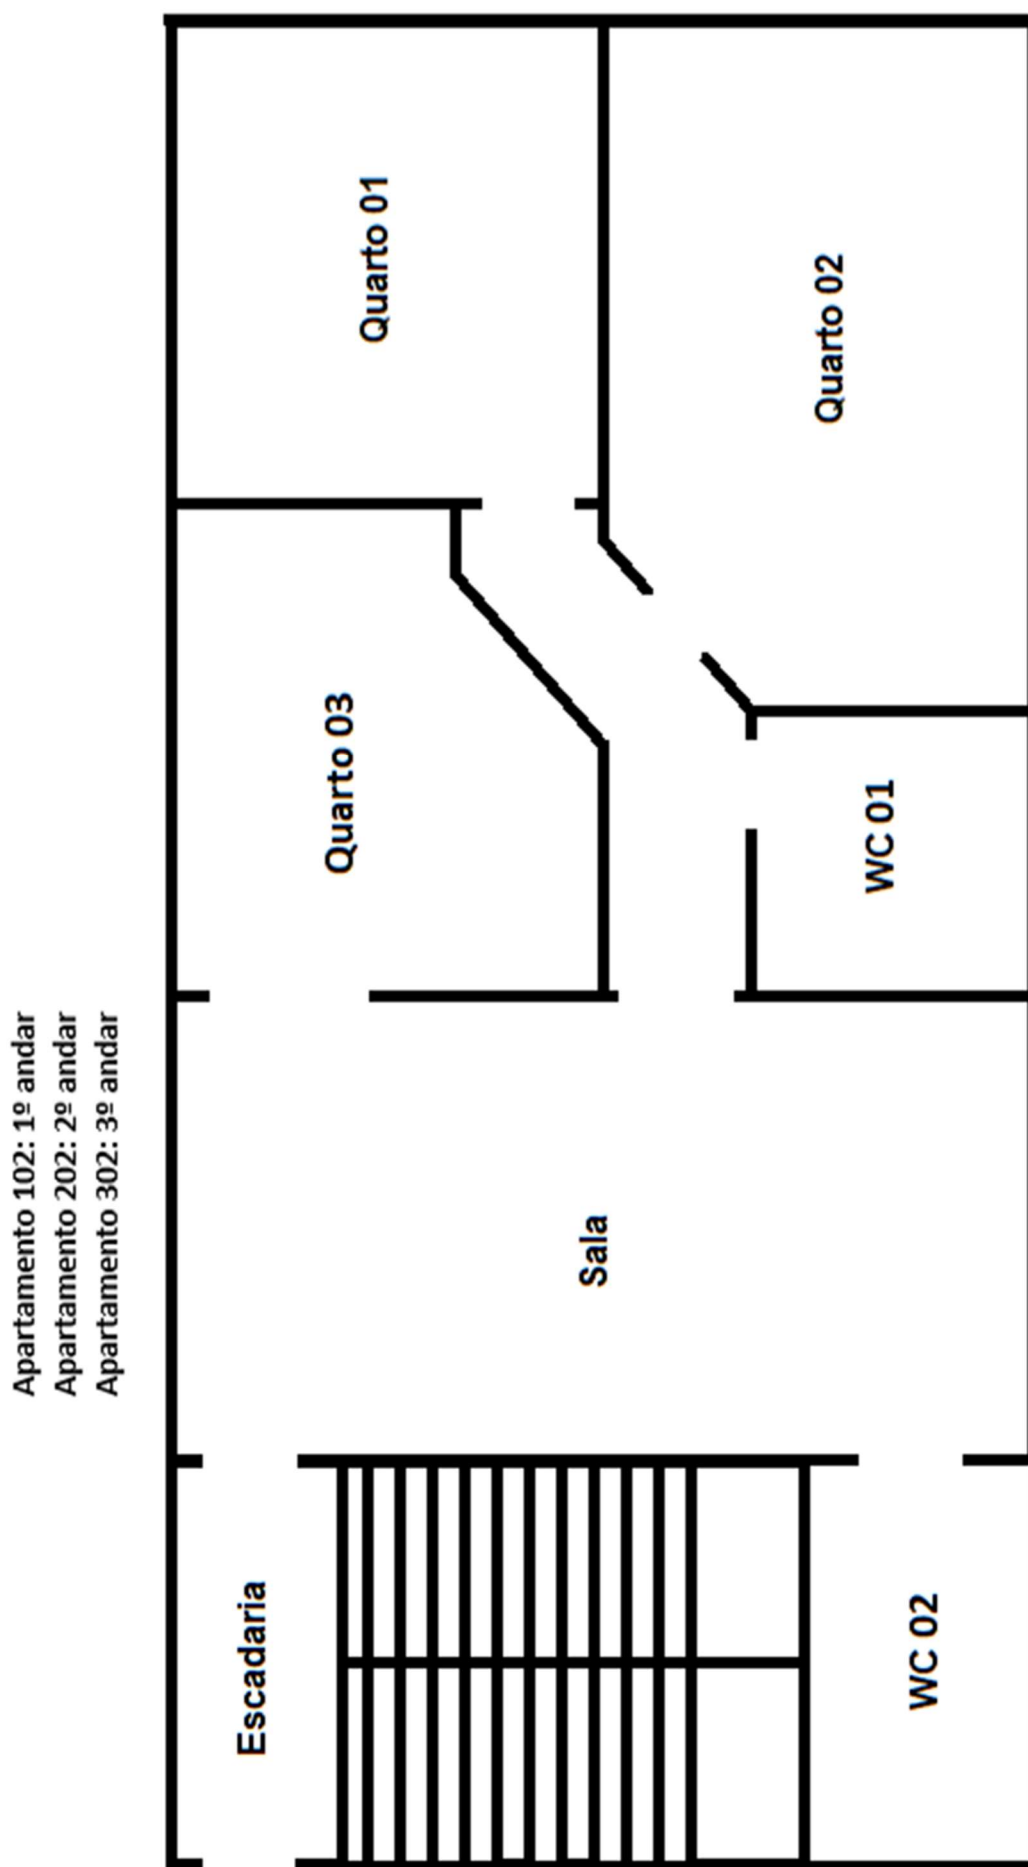 Apartamento 102: 1º andar
Apartamento 202: 2º andar
Apartamento 302: 3º andar
Escadaria
WC 02
Sala
Quarto 03
WC 01
Quarto 01
Quarto 02